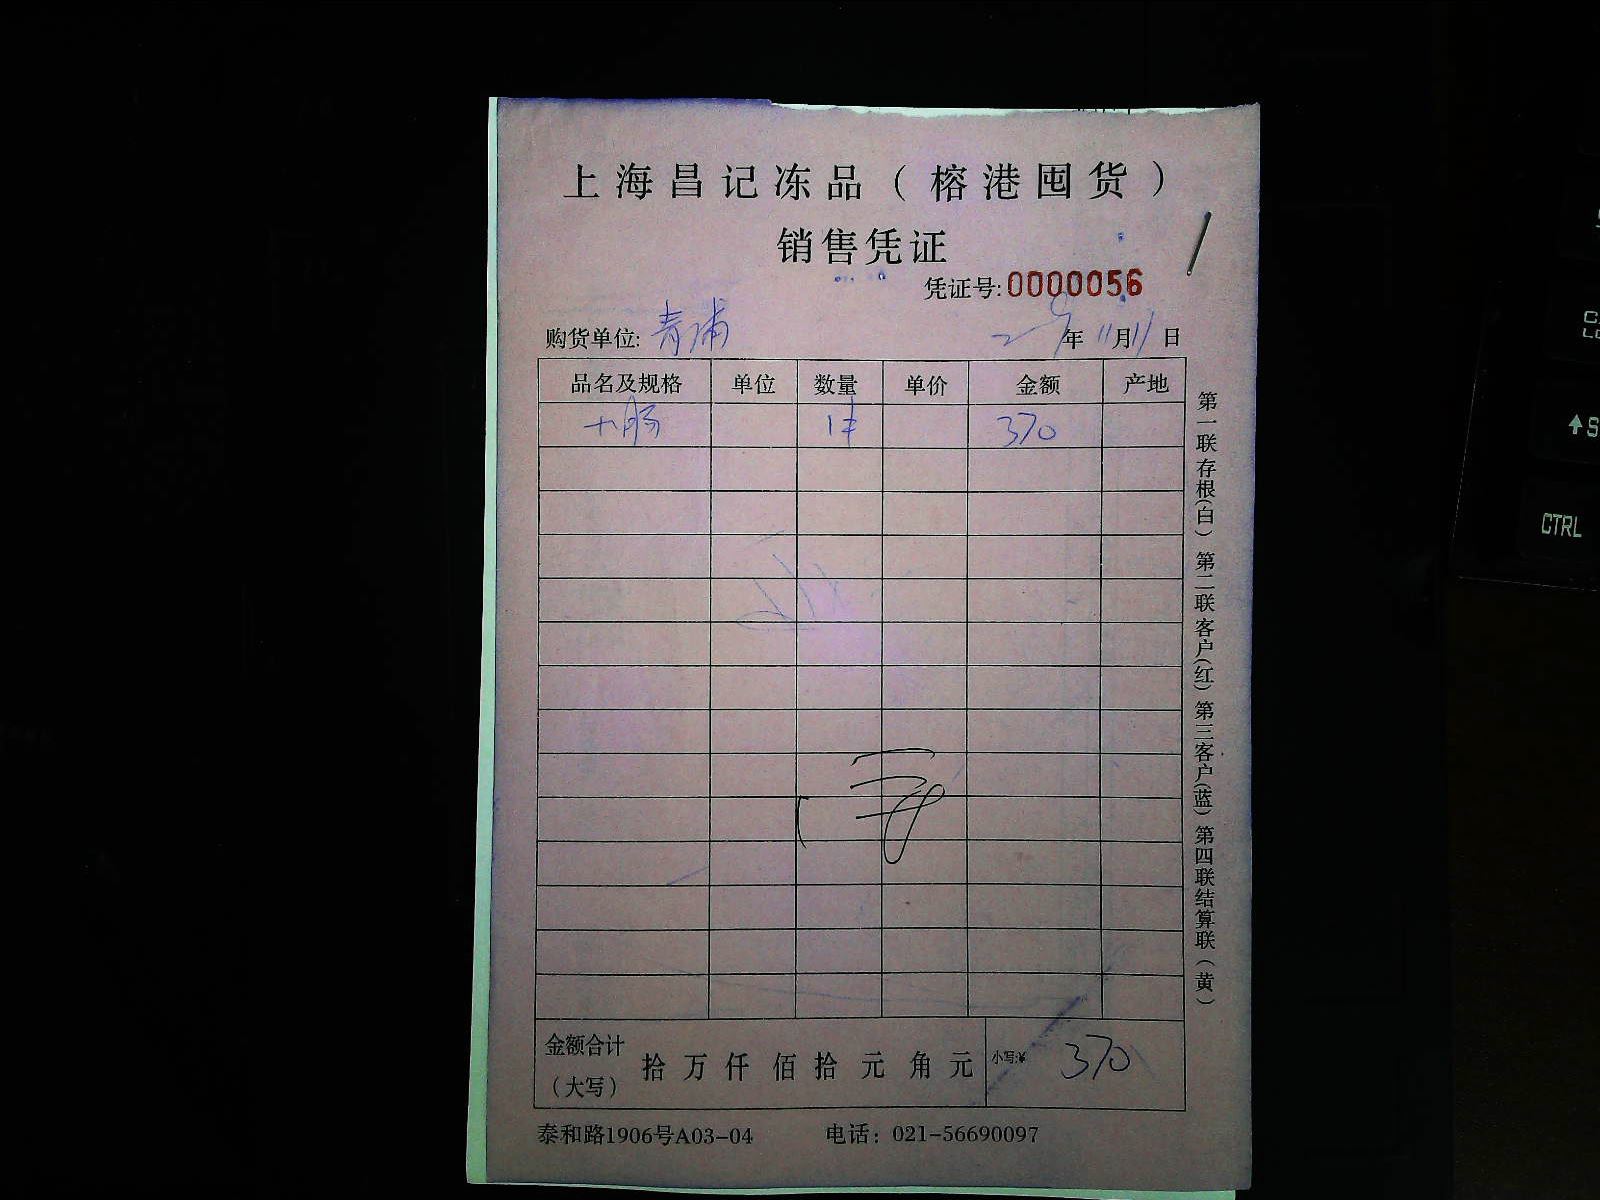 上海昌记冻品（榕港囤货）
销售凭证
凭证号:0000056
购货单位: 青浦 年 11月11日
品名及规格 单位 数量 单价 金额 产地
大肠 1件 370
金额合计（大写） 拾 万 仟 佰 拾 元 角 元 小写:¥ 370
泰和路1906号A03-04 电话：021-56690097
第一联存根(白) 第二联客户(红) 第三客户(蓝) 第四联结算联(黄)
CTRL